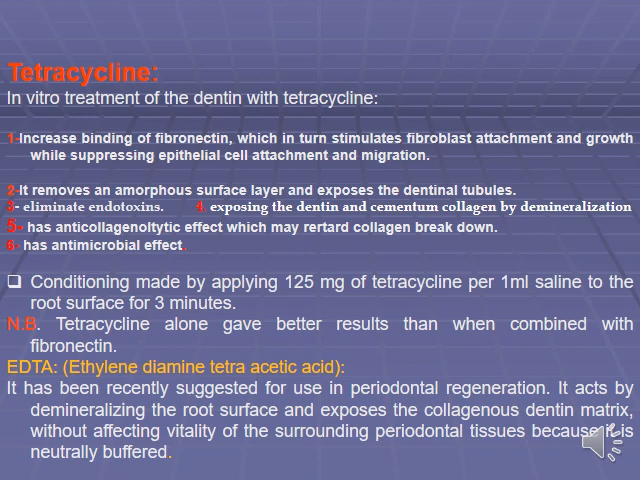 Tetracycline:
In vitro treatment of the dentin with tetracycline:
1-Increase binding of fibronectin, which in turn stimulates fibroblast attachment and growth
while suppressing epithelial cell attachment and migration.
2-It removes an amorphous surface layer and exposes the dentinal tubules.
3- eliminate endotoxins. 4. exposing the dentin and cementum collagen by demineralization
5- has anticollagenoltytic effect which may rertard collagen break down.
6- has antimicrobial effect.
❑ Conditioning made by applying 125 mg of tetracycline per 1ml saline to the
root surface for 3 minutes.
N.B. Tetracycline alone gave better results than when combined with
fibronectin.
EDTA: (Ethylene diamine tetra acetic acid):
It has been recently suggested for use in periodontal regeneration. It acts by
demineralizing the root surface and exposes the collagenous dentin matrix,
without affecting vitality of the surrounding periodontal tissues because it is
neutrally buffered.